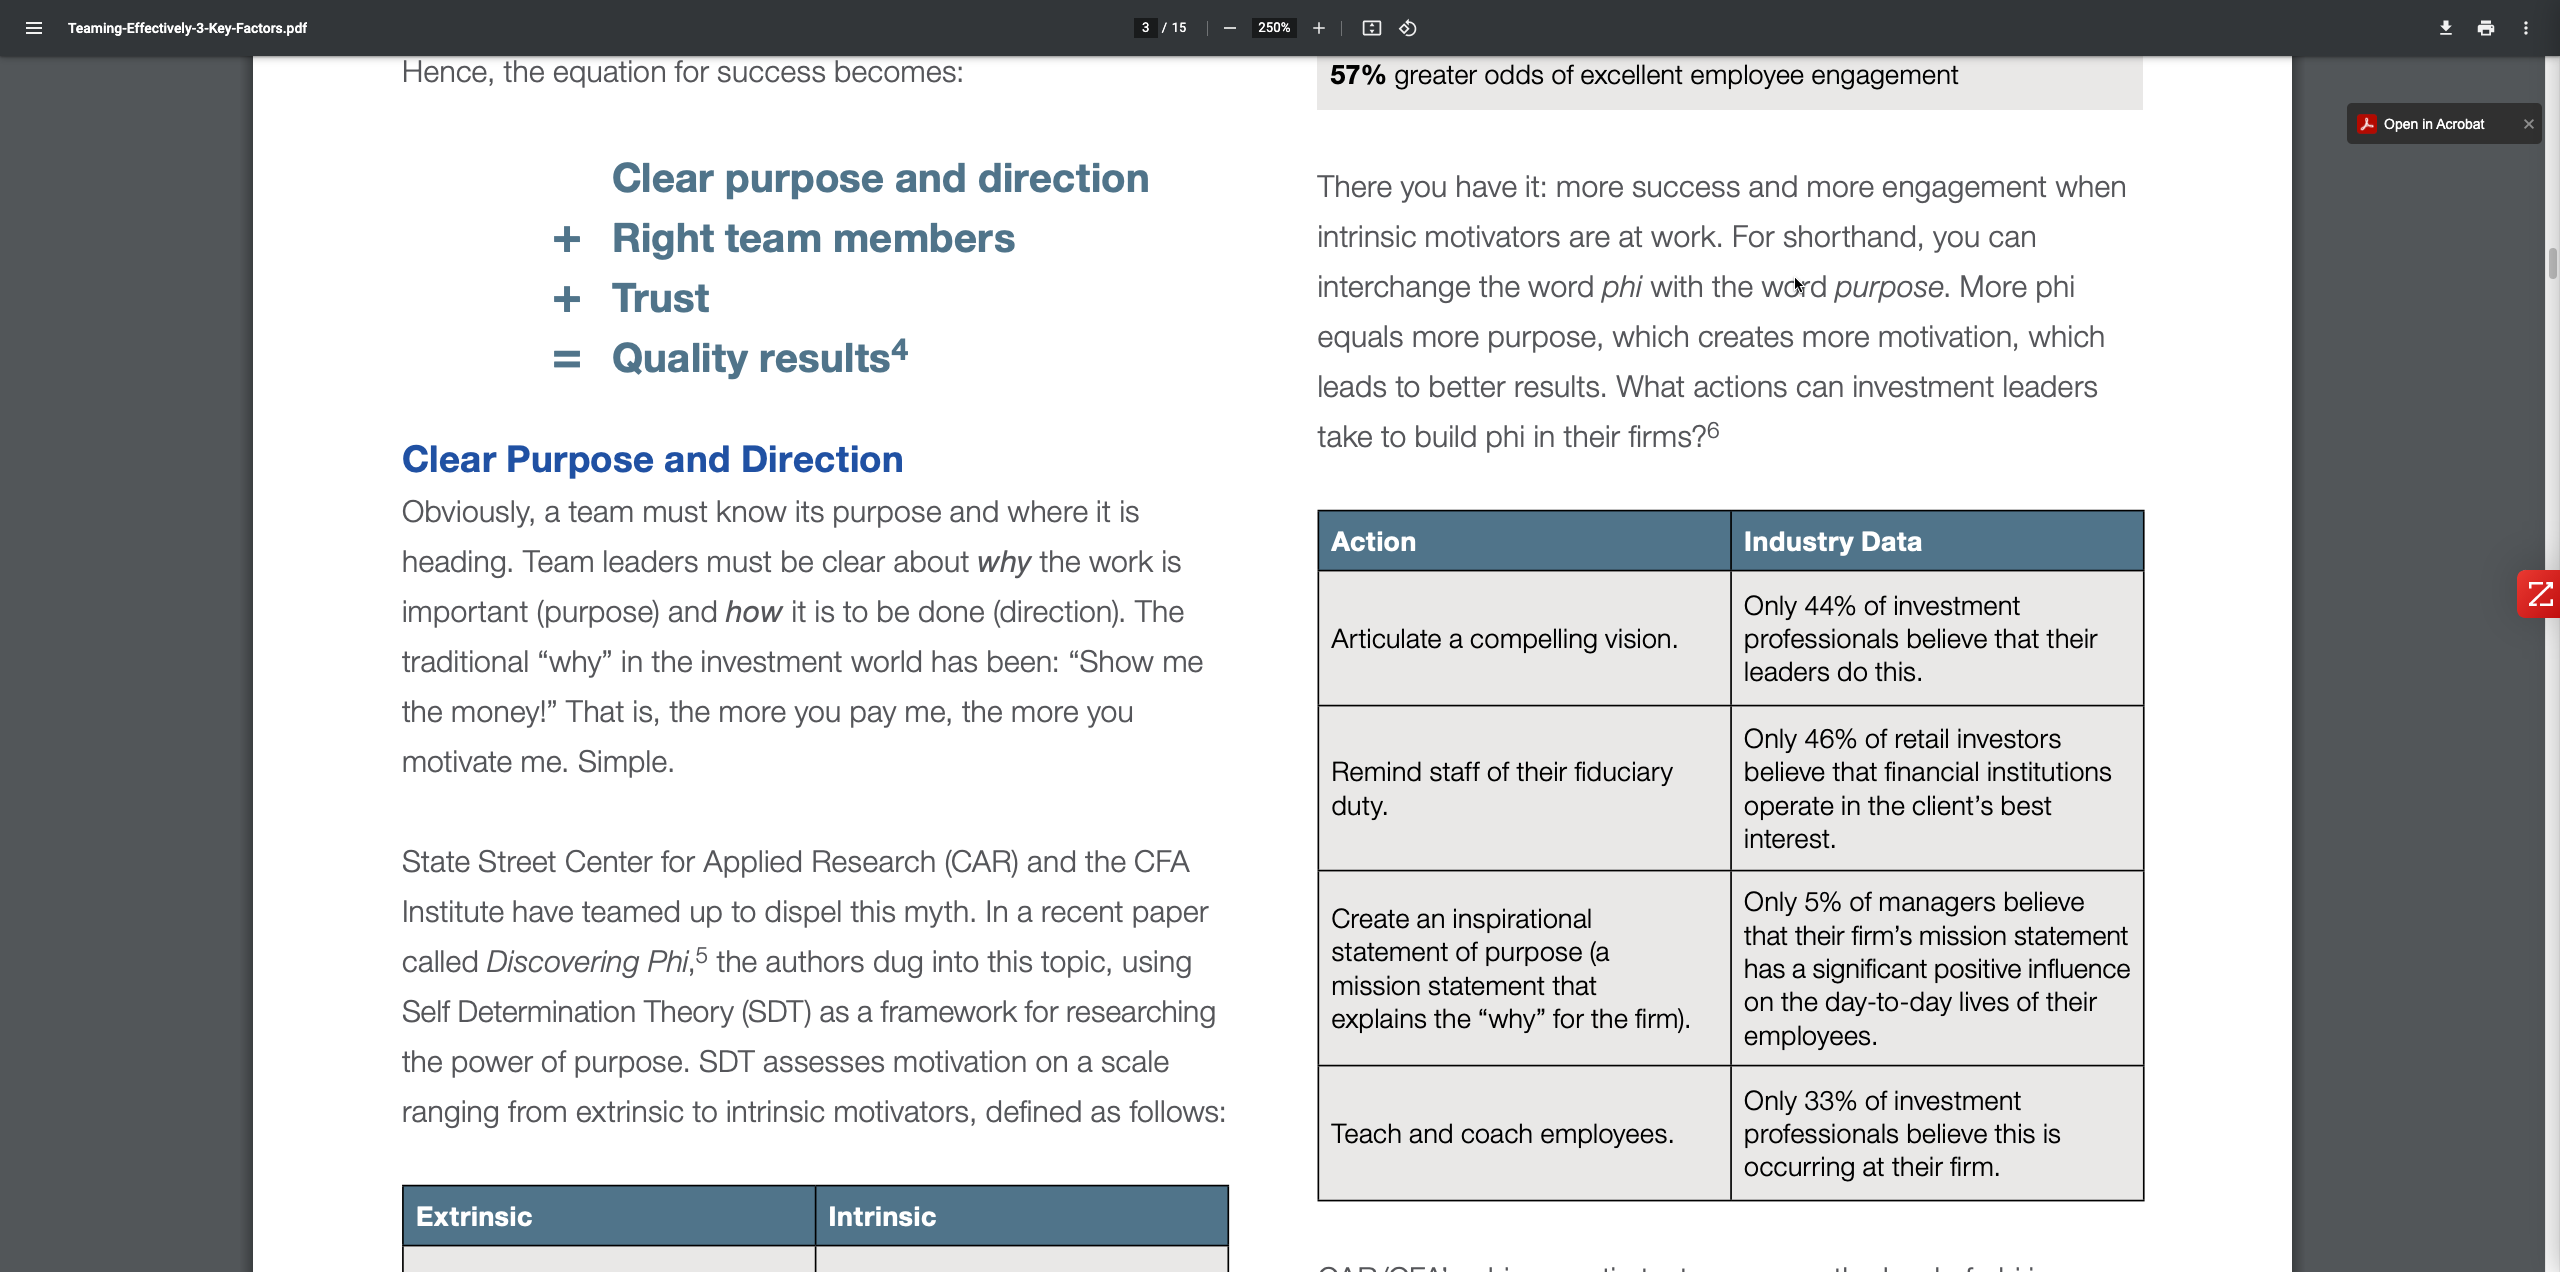 Teaming-Effectively-3-Key-Factors.pdf
3 / 15
250%
Open in Acrobat
Hence, the equation for success becomes:
Clear purpose and direction
+ Right team members
+ Trust
= Quality results4
Clear Purpose and Direction
Obviously, a team must know its purpose and where it is
heading. Team leaders must be clear about why the work is
important (purpose) and how it is to be done (direction). The
traditional “why” in the investment world has been: “Show me
the money!” That is, the more you pay me, the more you
motivate me. Simple.
State Street Center for Applied Research (CAR) and the CFA
Institute have teamed up to dispel this myth. In a recent paper
called Discovering Phi,5 the authors dug into this topic, using
Self Determination Theory (SDT) as a framework for researching
the power of purpose. SDT assesses motivation on a scale
ranging from extrinsic to intrinsic motivators, defined as follows:
Extrinsic
Intrinsic
57% greater odds of excellent employee engagement
There you have it: more success and more engagement when
intrinsic motivators are at work. For shorthand, you can
interchange the word phi with the word purpose. More phi
equals more purpose, which creates more motivation, which
leads to better results. What actions can investment leaders
take to build phi in their firms?6
Action
Industry Data
Articulate a compelling vision.
Only 44% of investment
professionals believe that their
leaders do this.
Remind staff of their fiduciary
duty.
Only 46% of retail investors
believe that financial institutions
operate in the client’s best
interest.
Create an inspirational
statement of purpose (a
mission statement that
explains the “why” for the firm).
Only 5% of managers believe
that their firm’s mission statement
has a significant positive influence
on the day-to-day lives of their
employees.
Teach and coach employees.
Only 33% of investment
professionals believe this is
occurring at their firm.